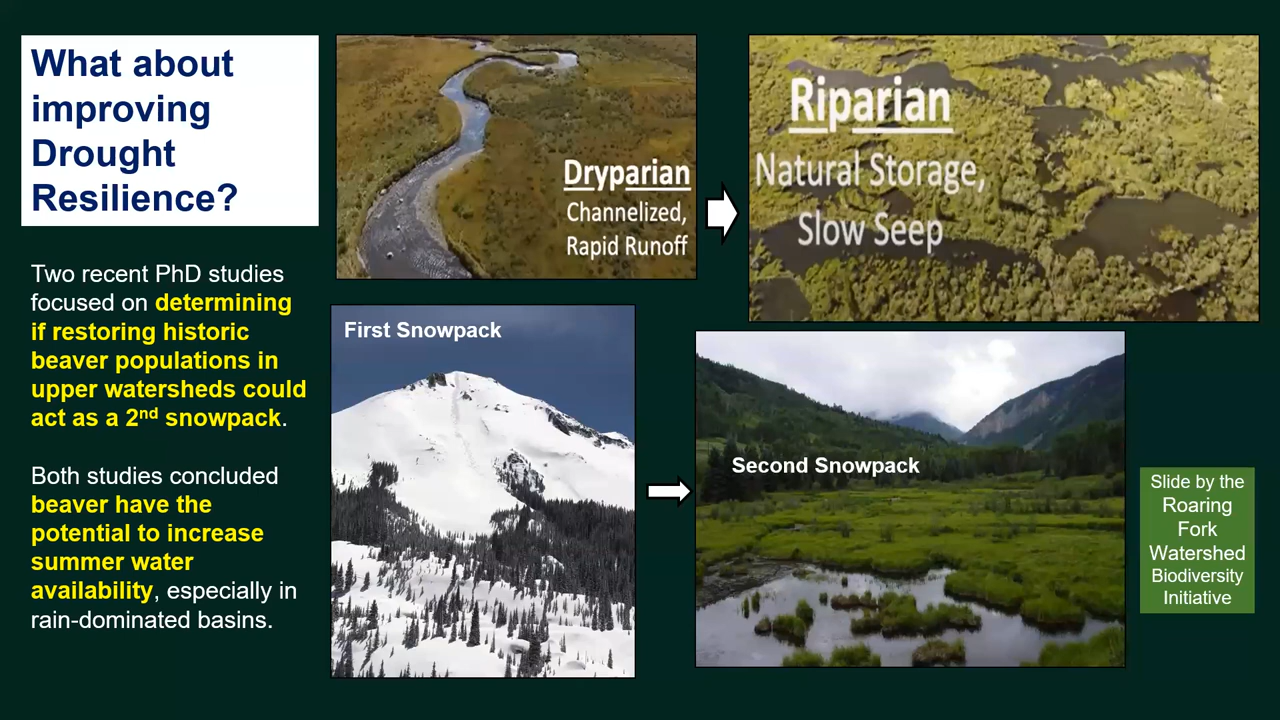 What about
improving
Drought
Resilience?
Two recent PhD studies
focused on determining
if restoring historic
beaver populations in
upper watersheds could
act as a 2nd snowpack.
Both studies concluded
beaver have the
potential to increase
summer water
availability, especially in
rain-dominated basins.
Dryparian
Channelized,
Rapid Runoff
Riparian
Natural Storage,
Slow Seep
First Snowpack
Second Snowpack
Slide by the
Roaring
Fork
Watershed
Biodiversity
Initiative